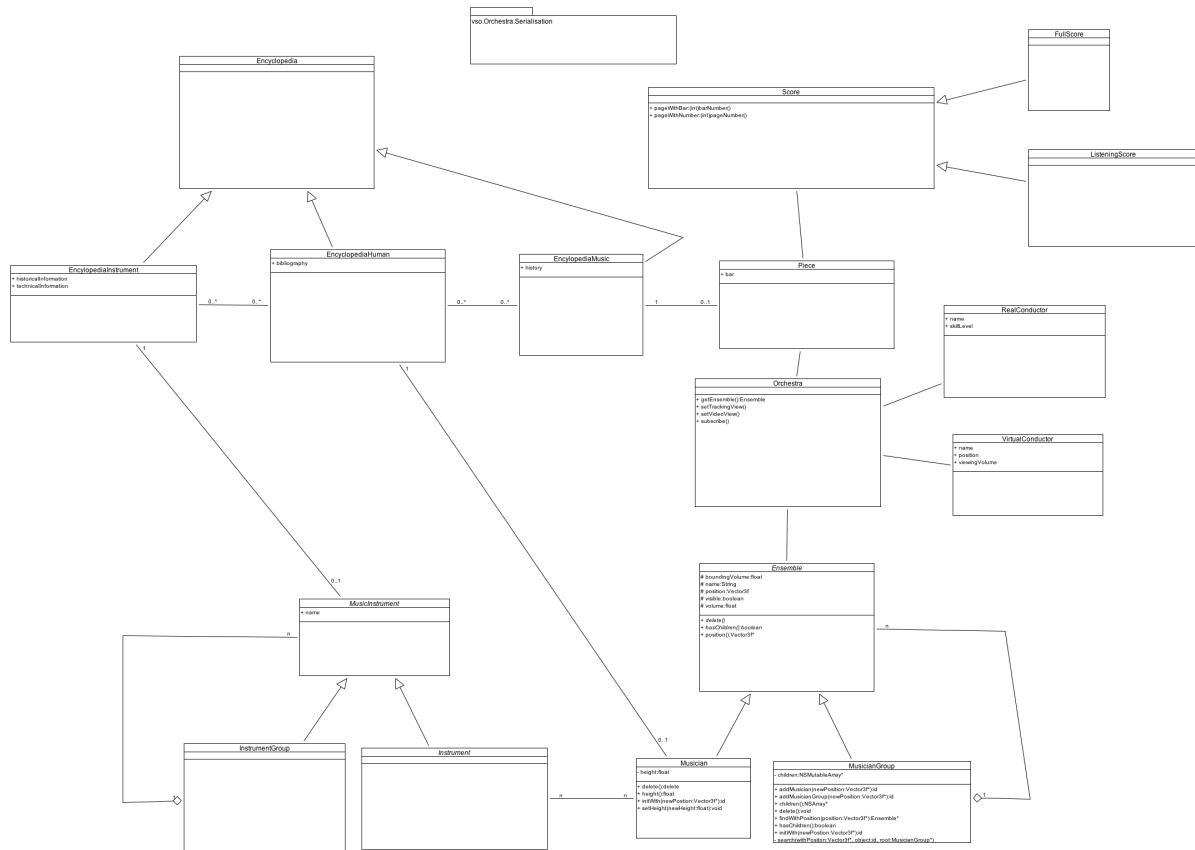 vso.Orchestra.Serialisation
FullScore
Encyclopedia
Score
+ pageWithBar:(int)barNumber()
+ pageWithNumber:(int)pageNumber()
ListeningScore
EncylopediaInstrument
+ historicalInformation
+ technicalInformation
EncyclopediaHuman
+ bibliography
EncylopediaMusic
+ history
Piece
+ bar
0..*
0..*
0..*
0..*
1
0..1
RealConductor
+ name
+ skillLevel
1
1
Orchestra
+ getEnsemble():Ensemble
+ setTrackingView()
+ setVideoView()
+ subscribe()
VirtualConductor
+ name
+ position
+ viewingVolume
Ensemble
# boundingVolume:float
# name:String
# position:Vector3f
# visible:boolean
# volume:float
+ delete()
+ hasChildren():boolean
+ position():Vector3f*
0..1
MusicInstrument
+ name
n
n
0..1
InstrumentGroup
Instrument
Musician
- height:float
+ delete():delete
+ height():float
+ initWith(newPostion:Vector3f*):id
+ setHeight(newHeight:float):void
MusicianGroup
- children:NSMutableArray*
+ addMusician(newPosition:Vector3f*):id
+ addMusicianGroup(newPosition:Vector3f*):id
+ children():NSArray*
+ delete():void
+ findWithPosition(position:Vector3f*):Ensemble*
+ hasChildren():boolean
+ initWith(newPosition:Vector3f*):id
- search(withPositon:Vector3f*, object:id, root:MusicianGroup*)
1
n
n
1